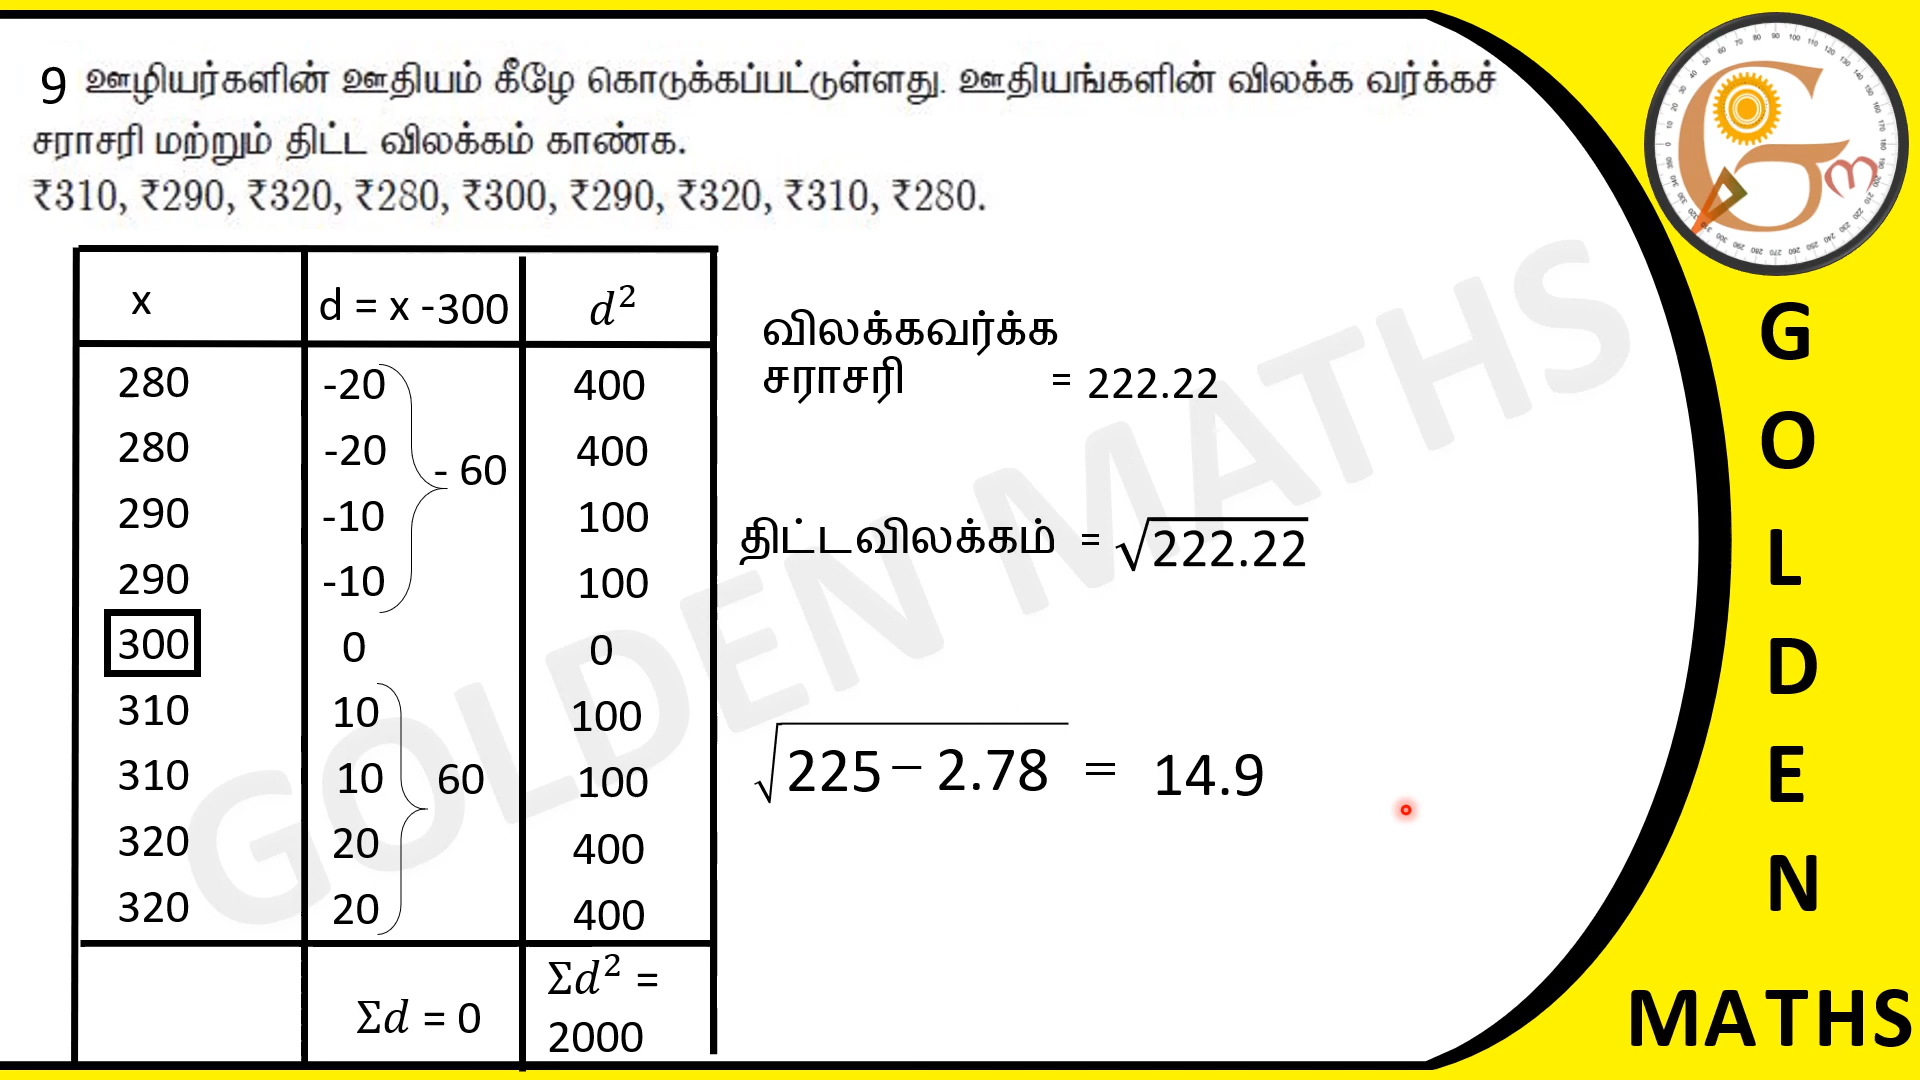 9 ஊழியர்களின் ஊதியம் கீழே கொடுக்கப்பட்டுள்ளது. ஊதியங்களின் விலக்க வர்க்கச்
சராசரி மற்றும் திட்ட விலக்கம் காண்க.
₹310, ₹290, ₹320, ₹280, ₹300, ₹290, ₹320, ₹310, ₹280.
x d = x -300 d²
280 -20 400
280 -20 400
- 60
290 -10 100
290 -10 100
300 0 0
310 10 100
310 10 60 100
320 20 400
320 20 400
Σd = 0
Σd² =
2000
விலக்கவர்க்க
சராசரி = 222.22
திட்டவிலக்கம் = √222.22
√225 – 2.78 = 14.9
GOLDEN MATHS
Gm
G
O
L
D
E
N
MATHS